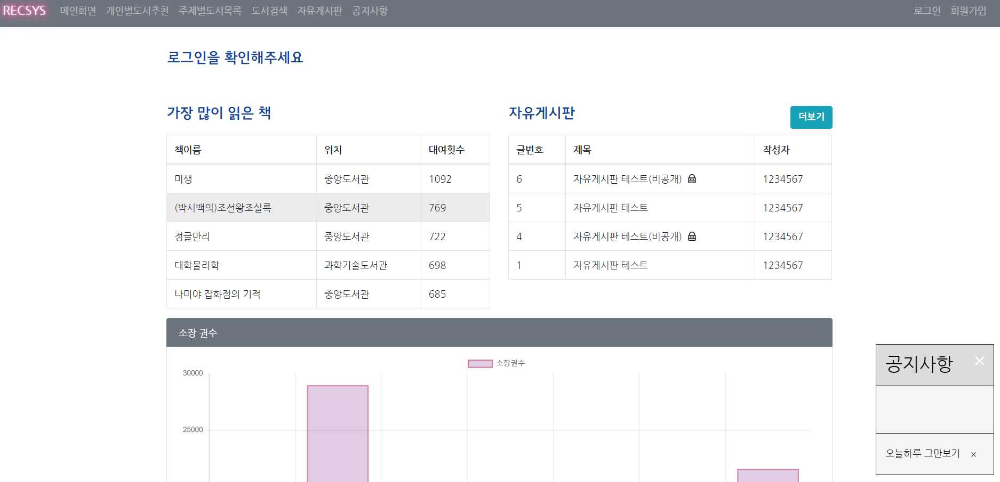 RECSYS 메인화면 개인별도서추천 주제별도서목록 도서검색 자유게시판 공지사항 로그인 회원가입
로그인을 확인해주세요
가장 많이 읽은 책
책이름 위치 대여횟수
미생 중앙도서관 1092
(박시백의)조선왕조실록 중앙도서관 769
정글만리 중앙도서관 722
대학물리학 과학기술도서관 698
나미야 잡화점의 기적 중앙도서관 685
자유게시판 더보기
글번호 제목 작성자
6 자유게시판 테스트(비공개) 1234567
5 자유게시판 테스트 1234567
4 자유게시판 테스트(비공개) 1234567
1 자유게시판 테스트 1234567
소장 권수
소장권수
30000
25000
공지사항 ×
오늘하루 그만보기 ×